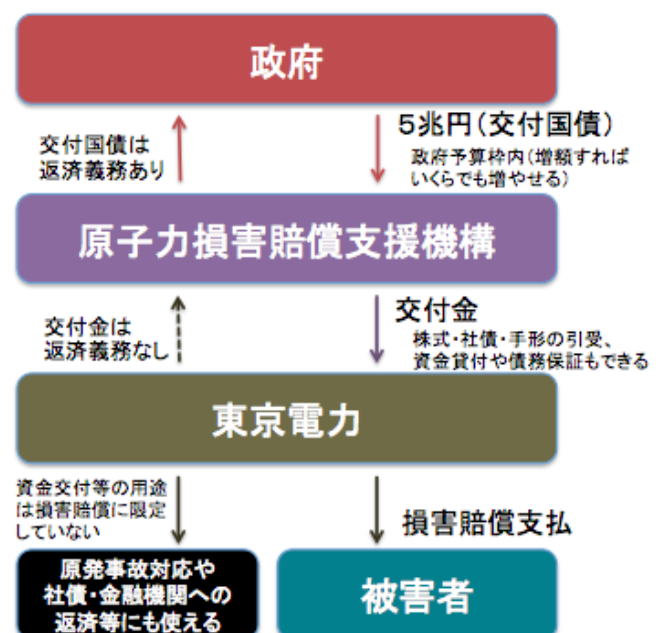 政府
交付国債は
返済義務あり
5兆円（交付国債）
政府予算枠内（増額すれば
いくらでも増やせる）
原子力損害賠償支援機構
交付金は
返済義務なし
交付金
株式・社債・手形の引受、
資金貸付や債務保証もできる
東京電力
資金交付等の用途
は損害賠償に限定
していない
損害賠償支払
原発事故対応や
社債・金融機関への
返済等にも使える
被害者